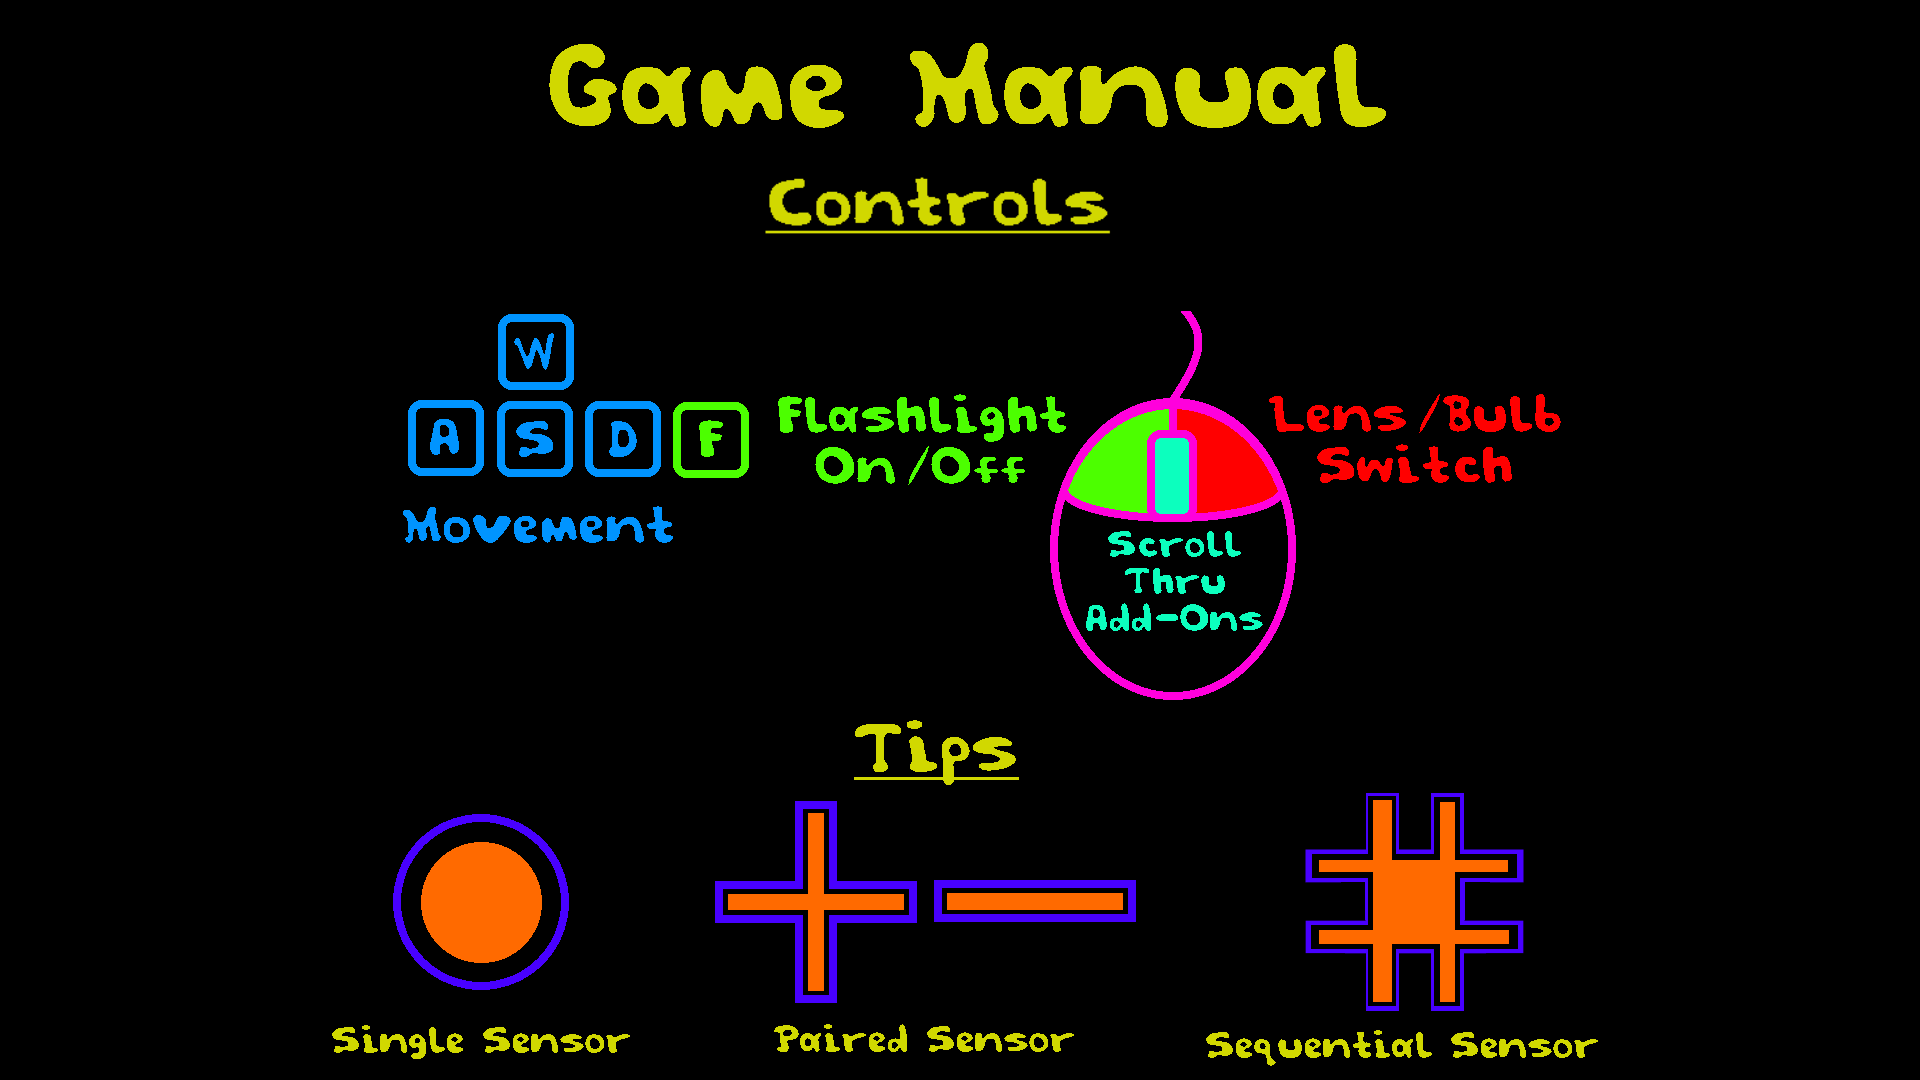 Game Manual
Controls
W
A S D F
Flashlight
On/Off
Lens/Bulb
Switch
Movement
Scroll
Thru
Add-Ons
Tips
Single Sensor
Paired Sensor
Sequential Sensor